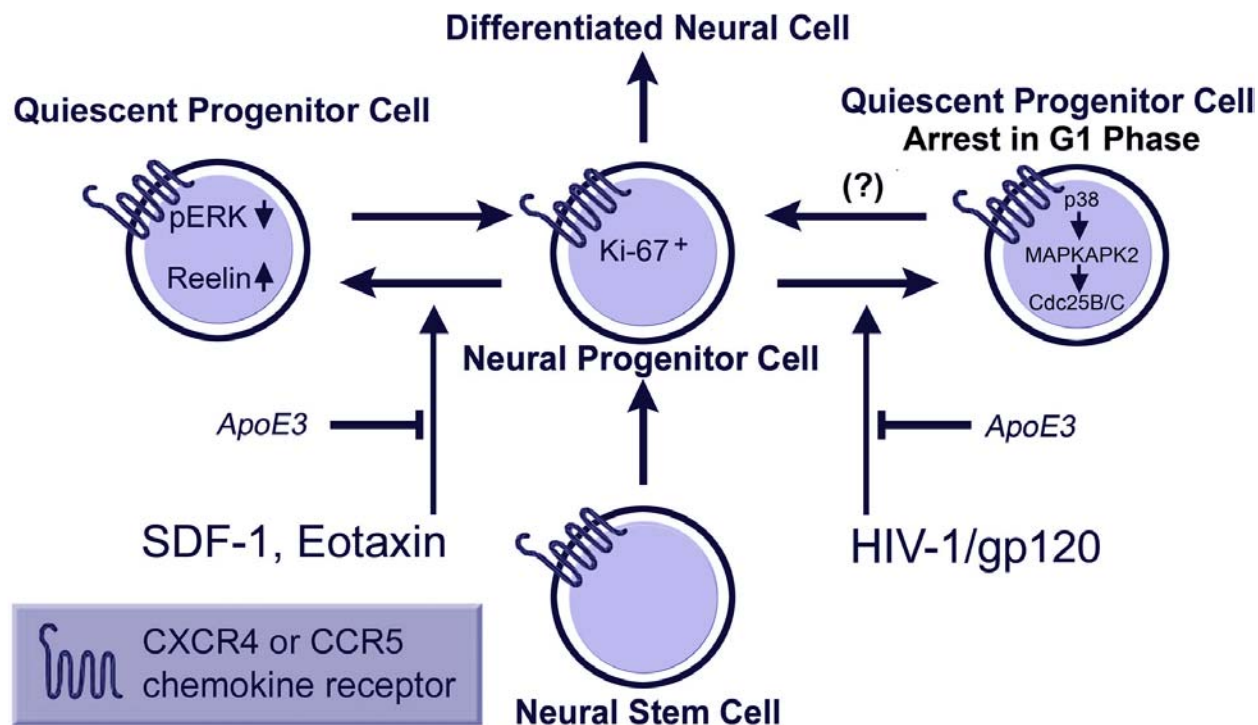 Differentiated Neural Cell
Quiescent Progenitor Cell
Quiescent Progenitor Cell
Arrest in G1 Phase
pERK
Reelin
Ki-67+
(?)
p38
MAPKAPK2
Cdc25B/C
Neural Progenitor Cell
ApoE3
ApoE3
SDF-1, Eotaxin
HIV-1/gp120
CXCR4 or CCR5
chemokine receptor
Neural Stem Cell